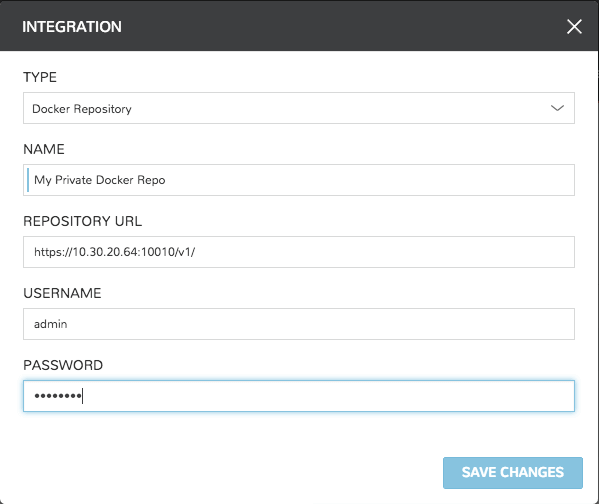 INTEGRATION
TYPE
Docker Repository
NAME
My Private Docker Repo
REPOSITORY URL
https://10.30.20.64:10010/v1/
USERNAME
admin
PASSWORD
••••••••
SAVE CHANGES